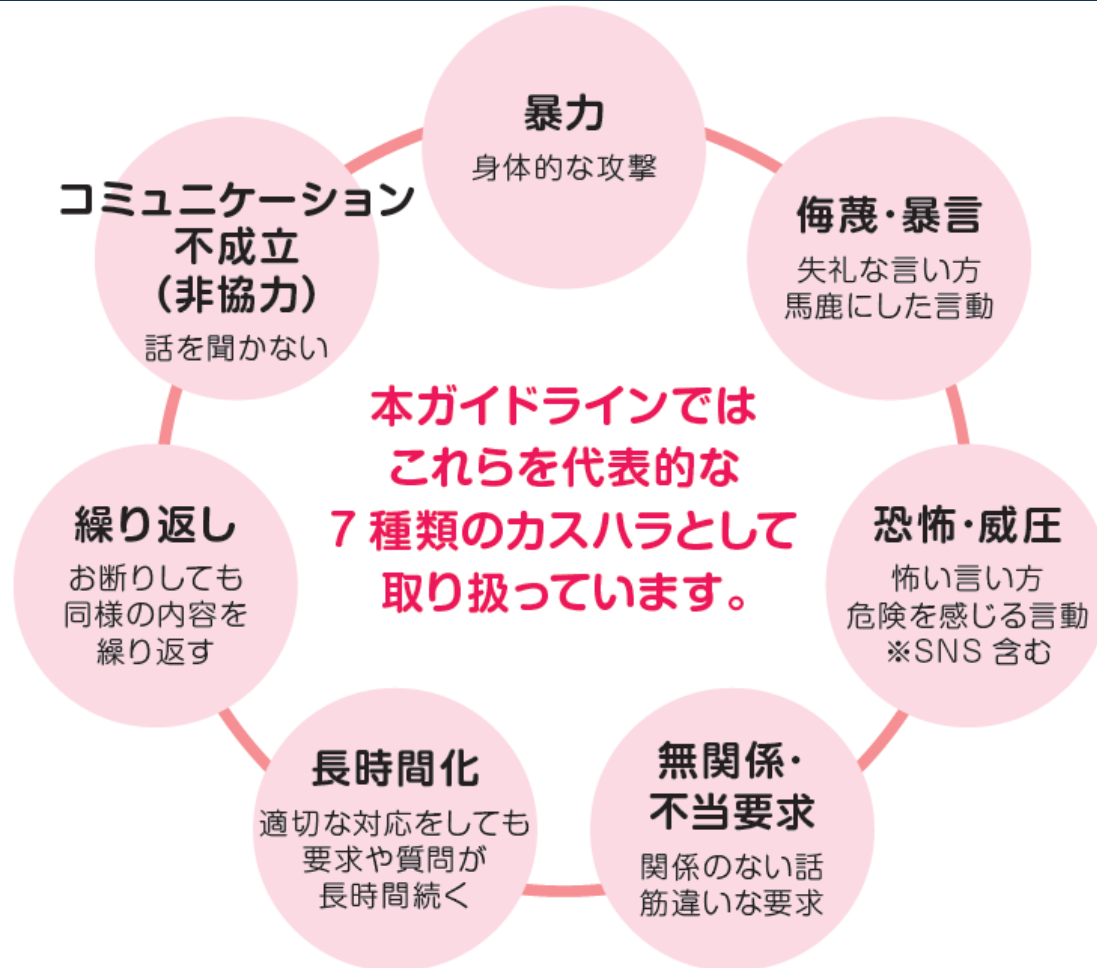 暴力
身体的な攻撃
侮蔑・暴言
失礼な言い方
馬鹿にした言動
恐怖・威圧
怖い言い方
危険を感じる言動
※SNS 含む
無関係・
不当要求
関係のない話
筋違いな要求
長時間化
適切な対応をしても
要求や質問が
長時間続く
繰り返し
お断りしても
同様の内容を
繰り返す
コミュニケーション
不成立
（非協力）
話を聞かない
本ガイドラインでは
これらを代表的な
7 種類のカスハラとして
取り扱っています。